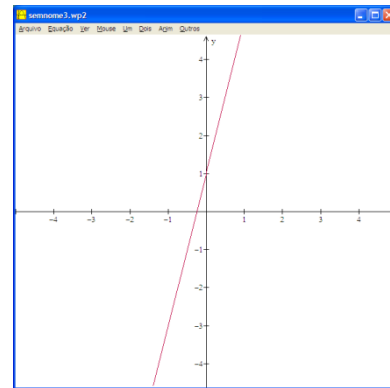 semnome3.wp2
Arquivo Equação Ver Mouse Um Dois Anim Outros
y
4
3
2
1
-4 -3 -2 -1 1 2 3 4
-1
-2
-3
-4